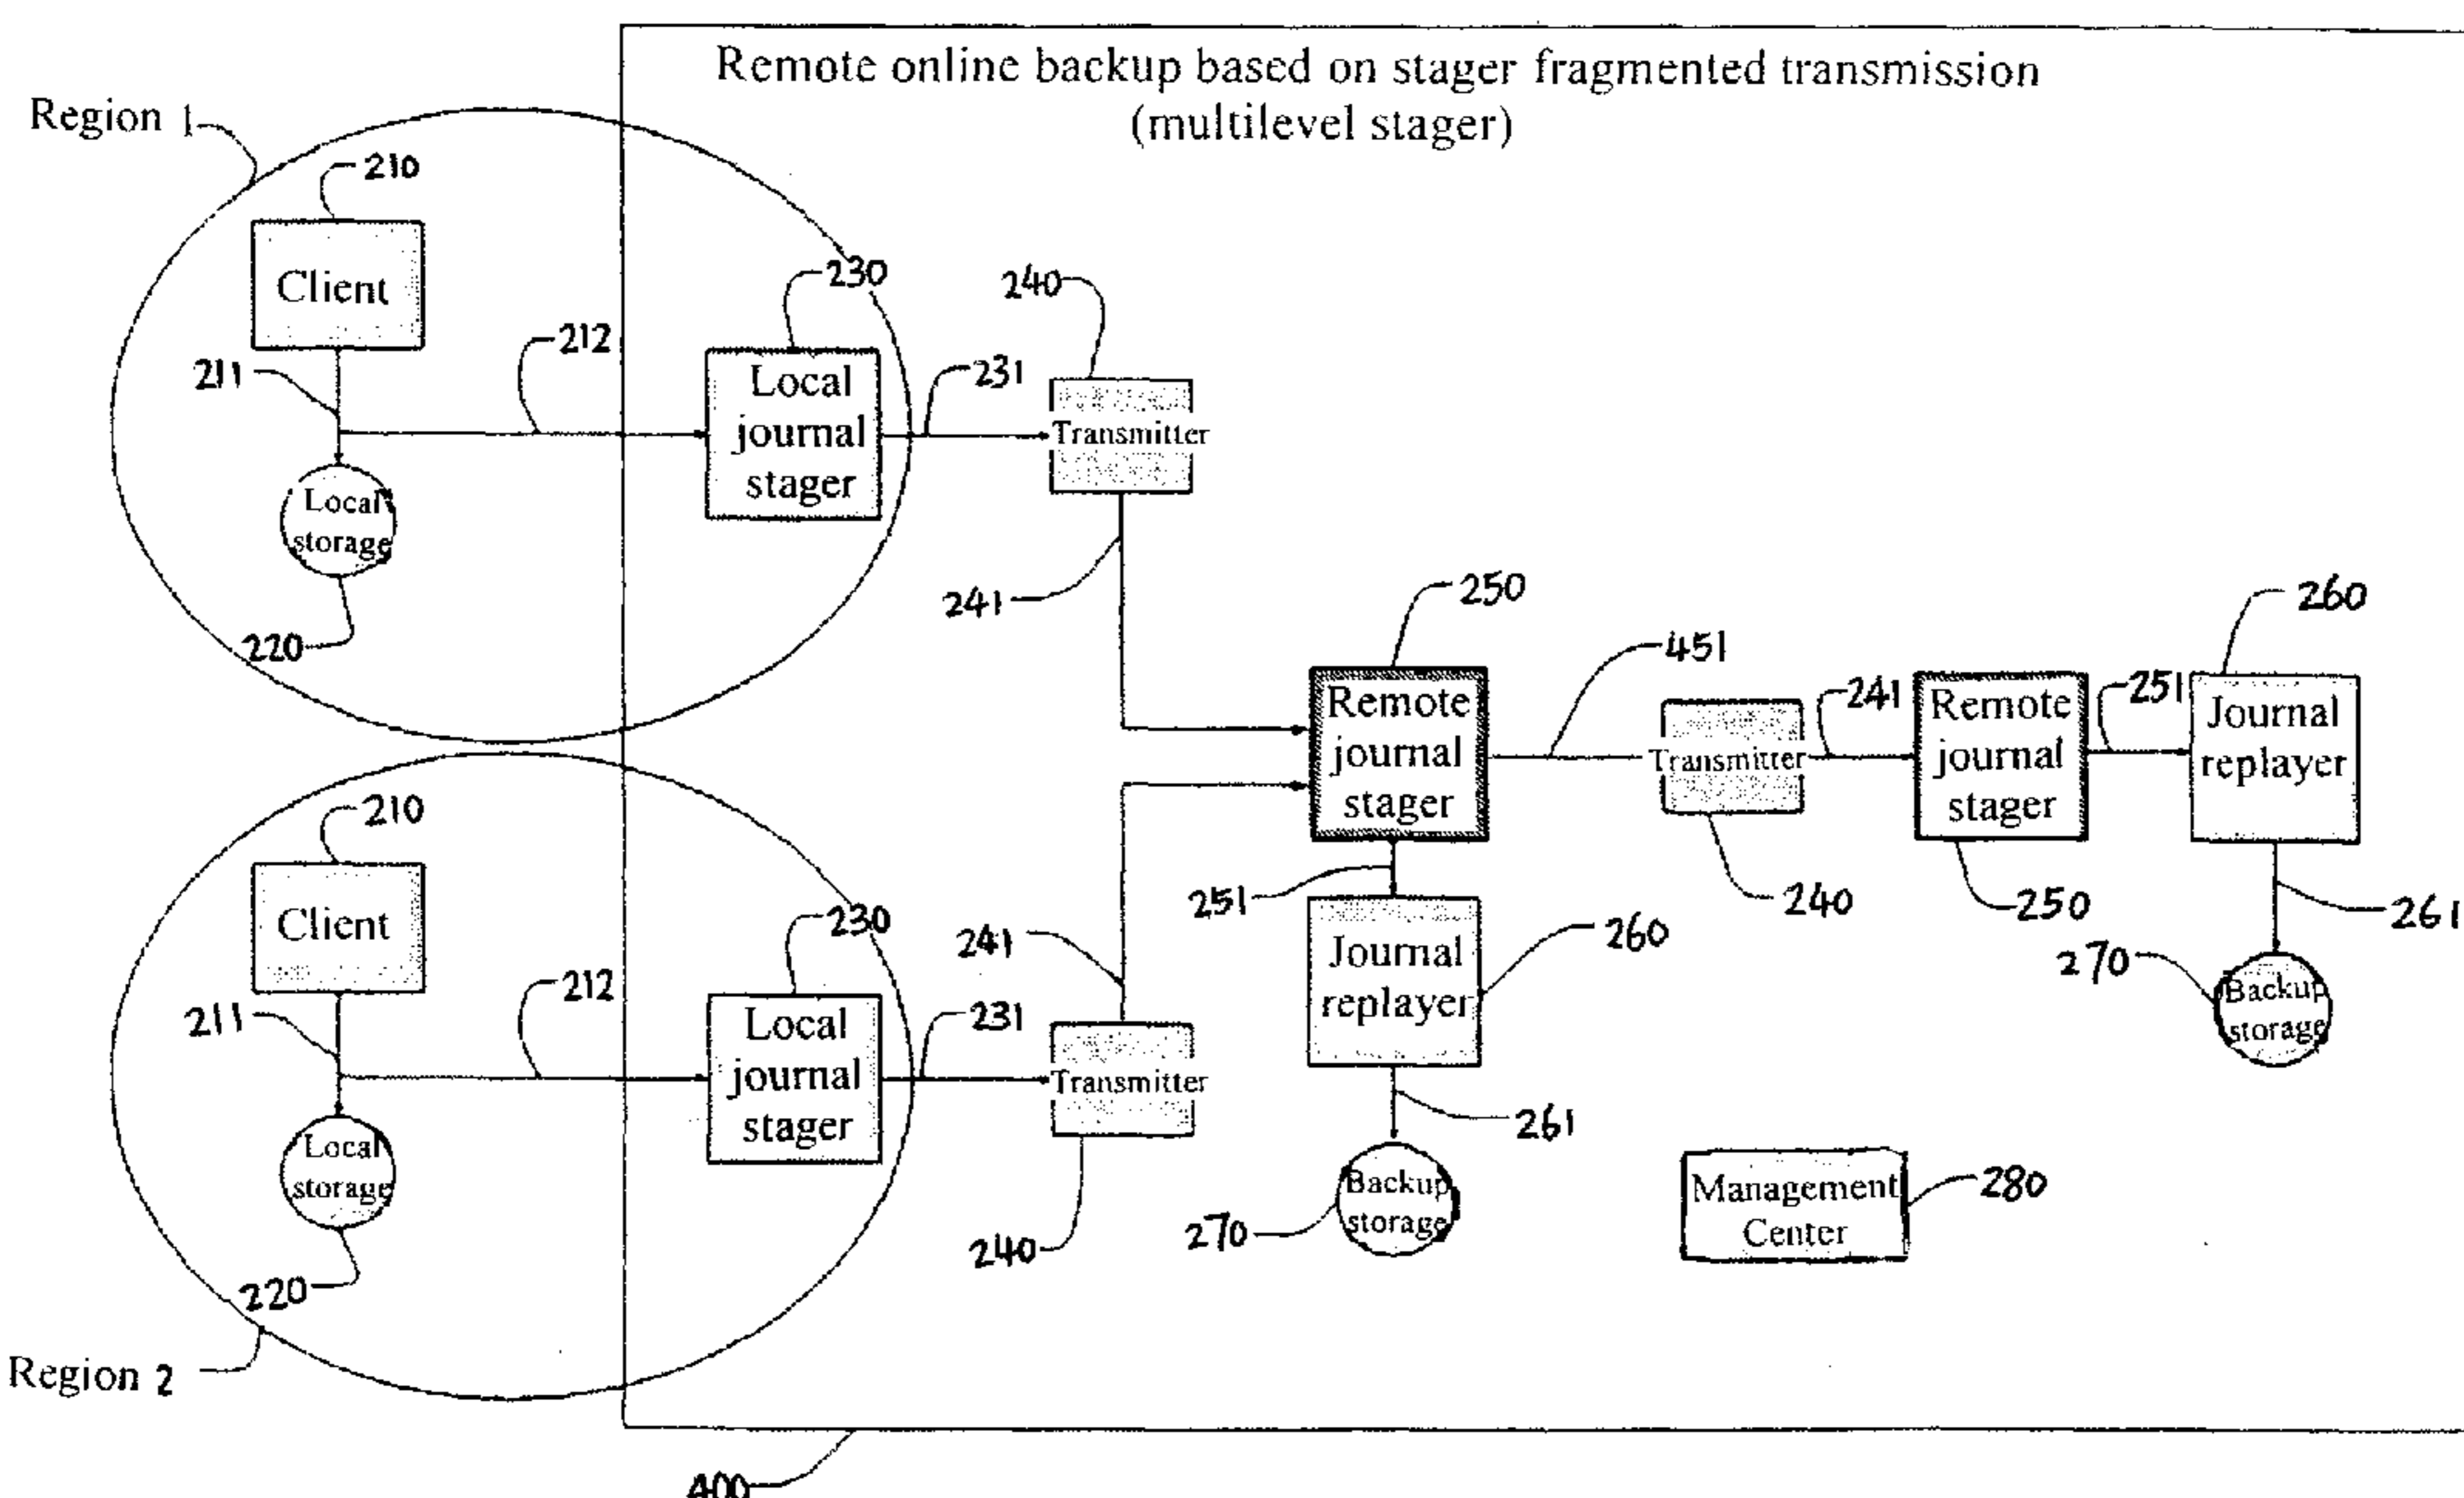 Remote online backup based on stager fragmented transmission
(multilevel stager)
Region 1
210
Client
211
212
230
Local
journal
stager
231
240
Transmitter
Local
storage
220
241
250
Remote
journal
stager
451
Transmitter
240
241
Remote
journal
stager
250
251
260
Journal
replayer
261
270
Backup
storage
251
Journal
replayer
260
261
270
Backup
storage
210
Client
211
212
230
Local
journal
stager
231
241
Transmitter
240
Local
storage
220
Region 2
Management
Center
280
400